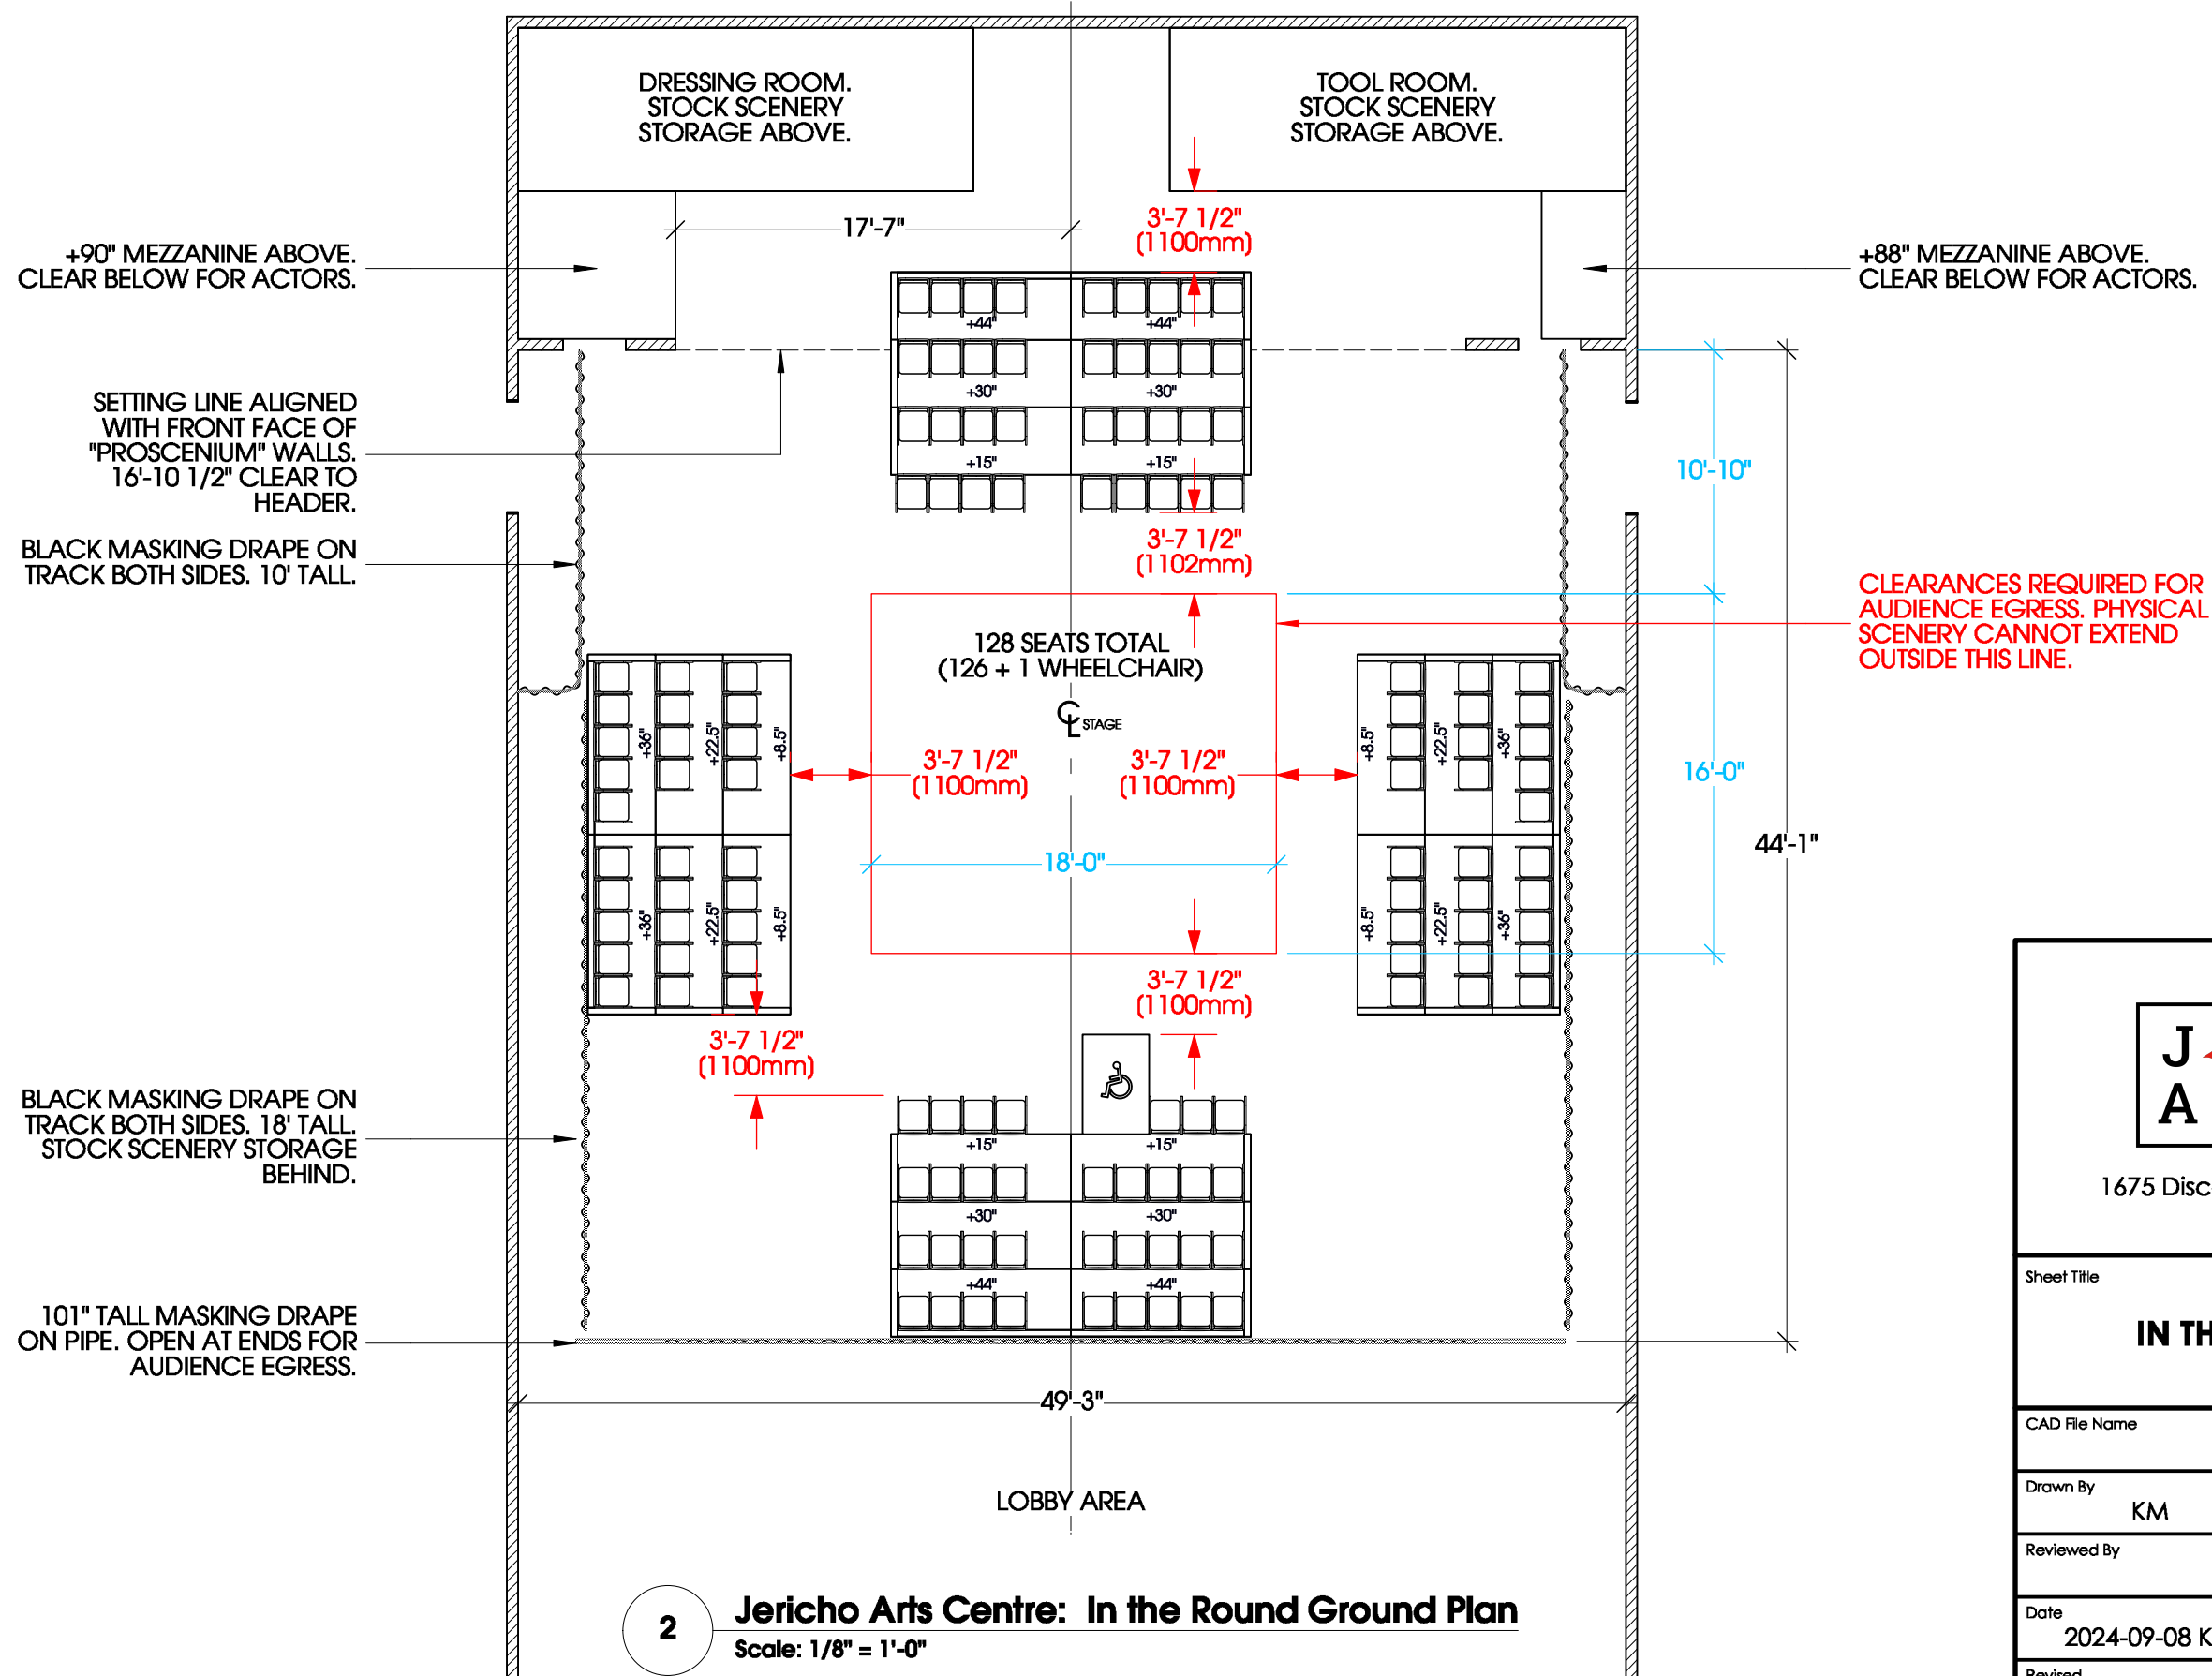 DRESSING ROOM.
STOCK SCENERY
STORAGE ABOVE.
TOOL ROOM.
STOCK SCENERY
STORAGE ABOVE.
3'-7 1/2"
(1100mm)
17'-7"
+90" MEZZANINE ABOVE.
CLEAR BELOW FOR ACTORS.
+88" MEZZANINE ABOVE.
CLEAR BELOW FOR ACTORS.
+44"
+44"
+30"
+30"
+15"
+15"
SETTING LINE ALIGNED
WITH FRONT FACE OF
"PROSCENIUM" WALLS.
16'-10 1/2" CLEAR TO
HEADER.
10'-10"
BLACK MASKING DRAPE ON
TRACK BOTH SIDES. 10' TALL.
3'-7 1/2"
(1102mm)
CLEARANCES REQUIRED FOR
AUDIENCE EGRESS. PHYSICAL
SCENERY CANNOT EXTEND
OUTSIDE THIS LINE.
128 SEATS TOTAL
(126 + 1 WHEELCHAIR)
CL STAGE
+36"
+22.5"
+8.5"
3'-7 1/2"
(1100mm)
3'-7 1/2"
(1100mm)
+8.5"
+22.5"
+36"
16'-0"
44'-1"
18'-0"
+36"
+22.5"
+8.5"
+8.5"
+22.5"
+36"
3'-7 1/2"
(1100mm)
3'-7 1/2"
(1100mm)
BLACK MASKING DRAPE ON
TRACK BOTH SIDES. 18' TALL.
STOCK SCENERY STORAGE
BEHIND.
+15"
+15"
+30"
+30"
+44"
+44"
101" TALL MASKING DRAPE
ON PIPE. OPEN AT ENDS FOR
AUDIENCE EGRESS.
49'-3"
LOBBY AREA
2
Jericho Arts Centre: In the Round Ground Plan
Scale: 1/8" = 1'-0"
J
A
1675 Disc
Sheet Title
IN TH
CAD File Name
Drawn By
KM
Reviewed By
Date
2024-09-08 K
Revised